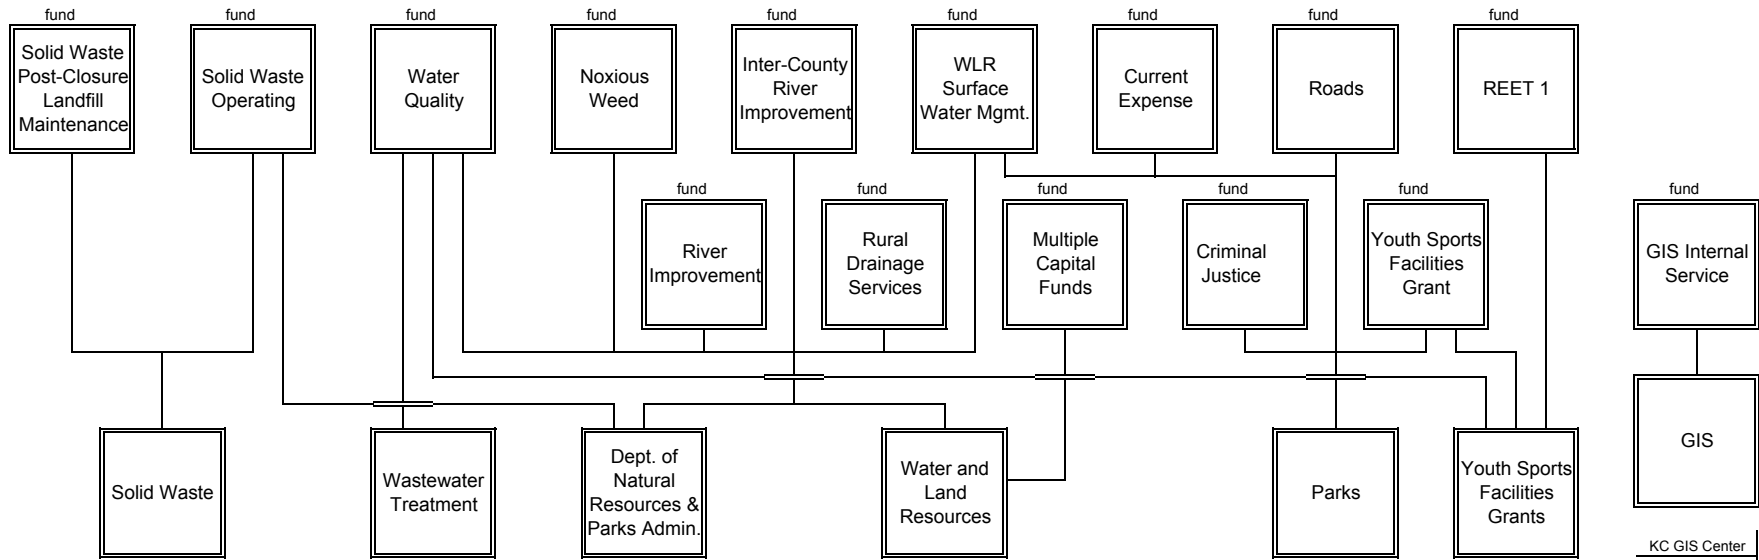 fund
fund
fund
fund
fund
fund
fund
fund
fund
Solid Waste
Post-Closure
Landfill
Maintenance
Solid Waste
Operating
Water
Quality
Noxious
Weed
Inter-County
River
Improvement
WLR
Surface
Water Mgmt.
Current
Expense
Roads
REET 1
fund
fund
fund
fund
fund
fund
River
Improvement
Rural
Drainage
Services
Multiple
Capital
Funds
Criminal
Justice
Youth Sports
Facilities
Grant
GIS Internal
Service
Solid Waste
Wastewater
Treatment
Dept. of
Natural
Resources &
Parks Admin.
Water and
Land
Resources
Parks
Youth Sports
Facilities
Grants
GIS
KC GIS Center